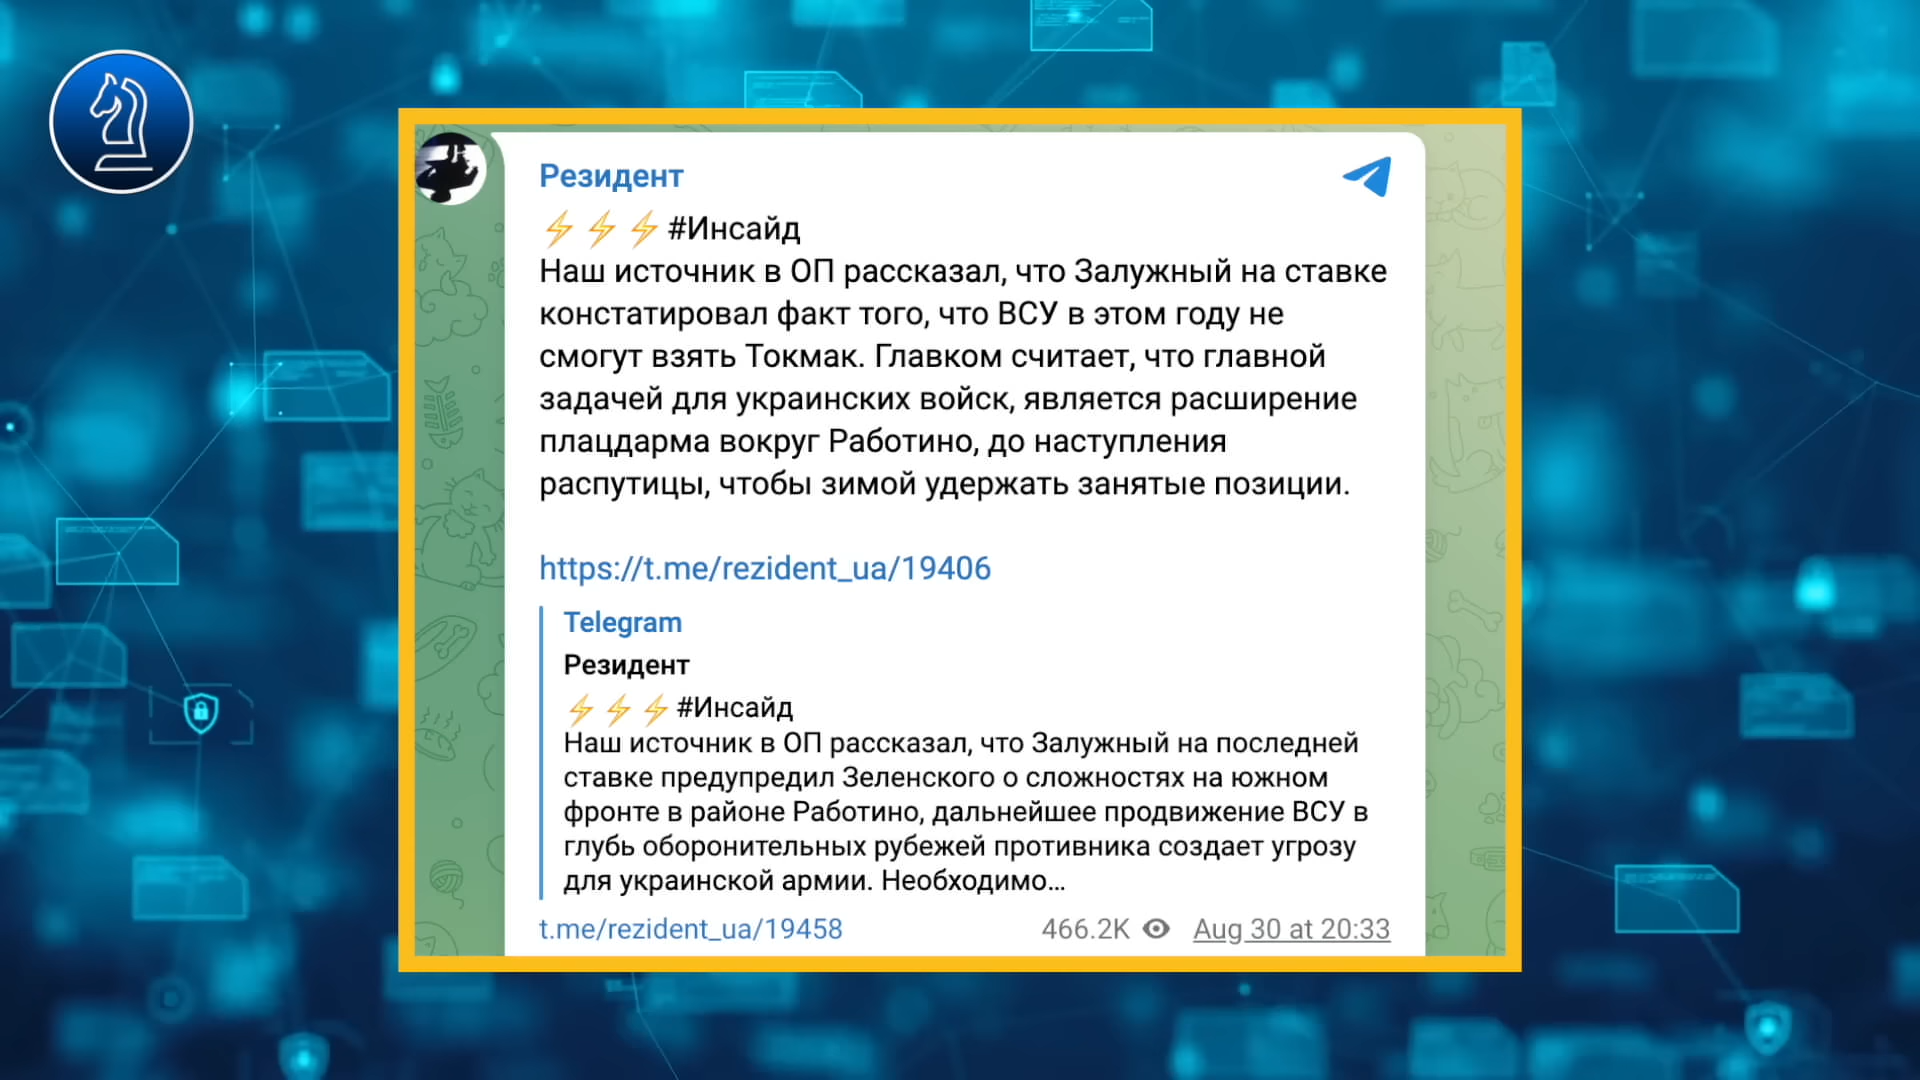 Резидент
⚡⚡⚡#Инсайд
Наш источник в ОП рассказал, что Залужный на ставке
констатировал факт того, что ВСУ в этом году не
смогут взять Токмак. Главком считает, что главной
задачей для украинских войск, является расширение
плацдарма вокруг Работино, до наступления
распутицы, чтобы зимой удержать занятые позиции.
https://t.me/rezident_ua/19406
Telegram
Резидент
⚡⚡⚡#Инсайд
Наш источник в ОП рассказал, что Залужный на последней
ставке предупредил Зеленского о сложностях на южном
фронте в районе Работино, дальнейшее продвижение ВСУ в
глубь оборонительных рубежей противника создает угрозу
для украинской армии. Необходимо...
t.me/rezident_ua/19458 466.2K Aug 30 at 20:33